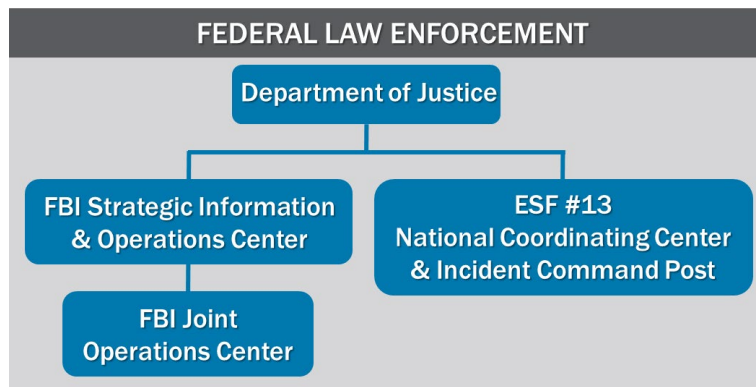 FEDERAL LAW ENFORCEMENT
Department of Justice
FBI Strategic Information
& Operations Center
ESF #13
National Coordinating Center
& Incident Command Post
FBI Joint
Operations Center